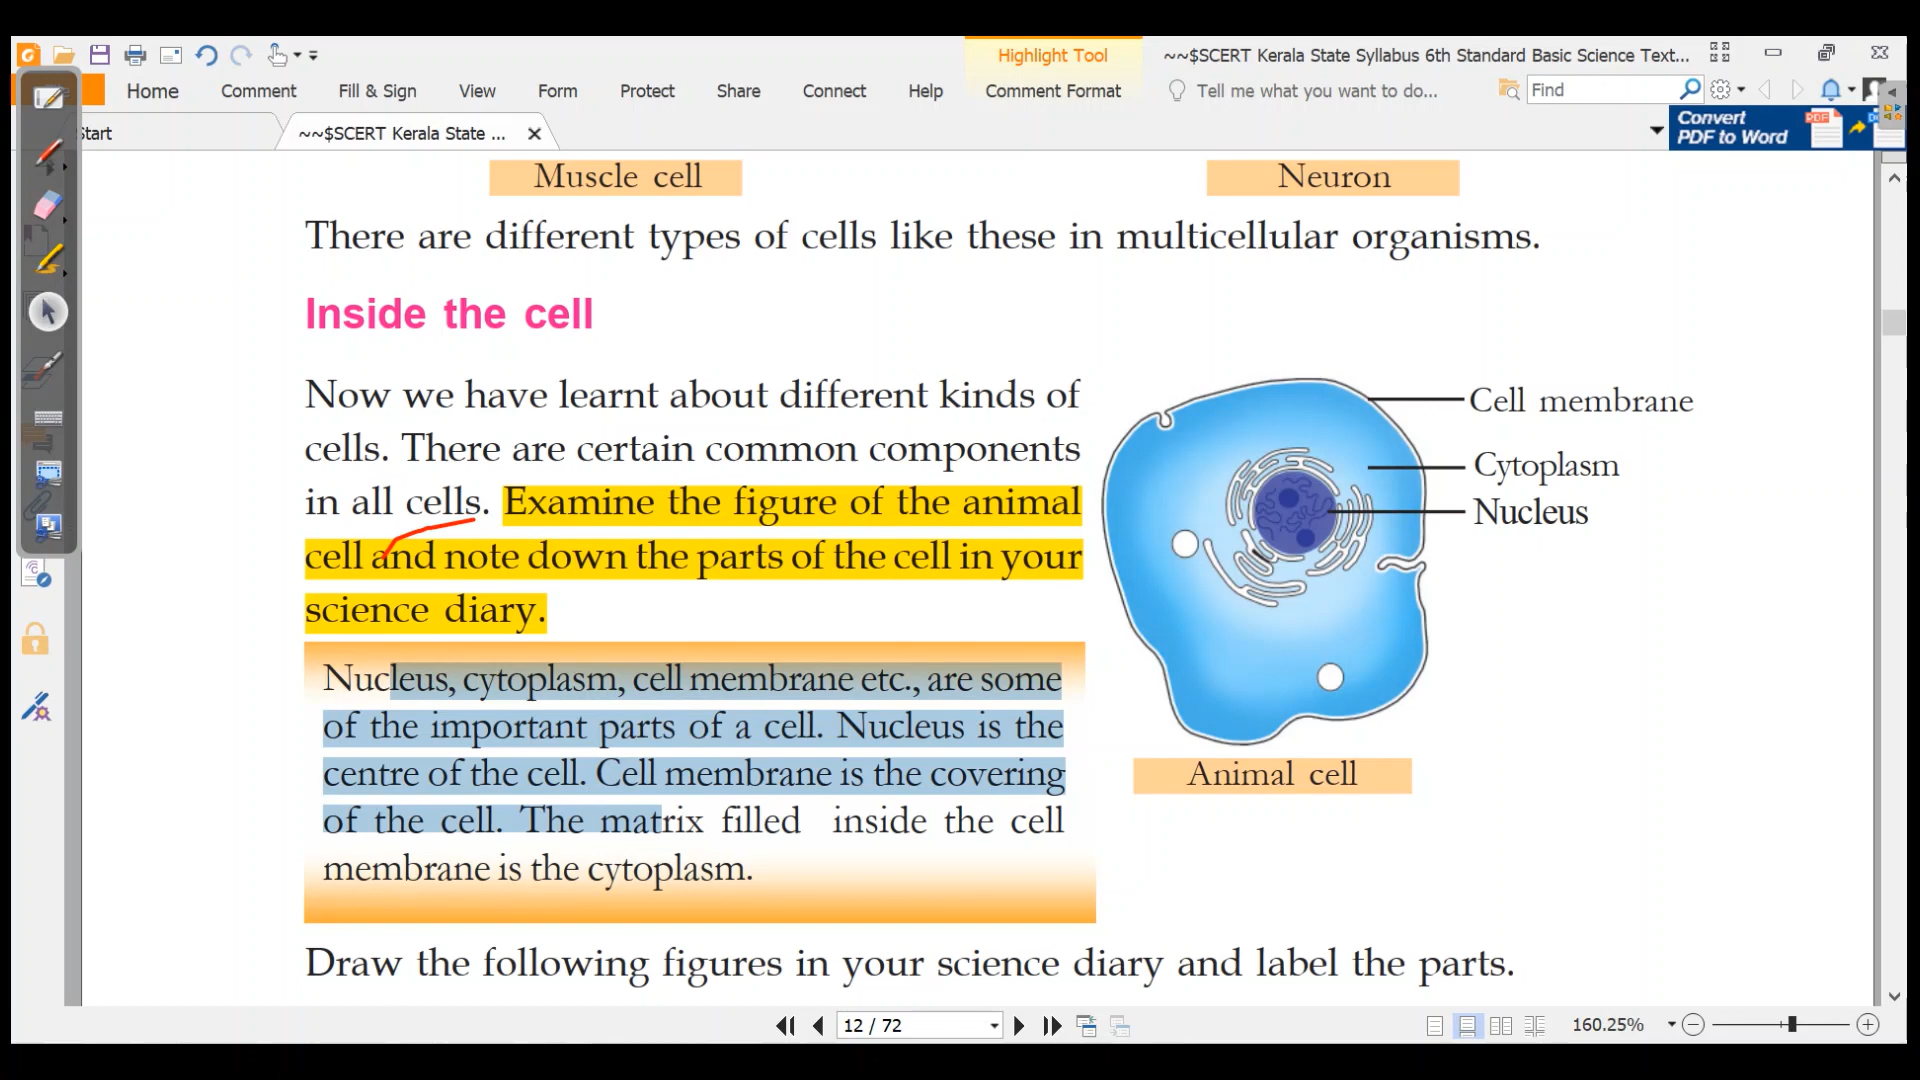 Highlight Tool
~~$SCERT Kerala State Syllabus 6th Standard Basic Science Text...
Home Comment Fill & Sign View Form Protect Share Connect Help Comment Format
Tell me what you want to do...
Find
Start
~~$SCERT Kerala State ...
Convert
PDF to Word
PDF
Muscle cell
Neuron
There are different types of cells like these in multicellular organisms.
Inside the cell
Now we have learnt about different kinds of
cells. There are certain common components
in all cells. Examine the figure of the animal
cell and note down the parts of the cell in your
science diary.
Cell membrane
Cytoplasm
Nucleus
Animal cell
Nucleus, cytoplasm, cell membrane etc., are some
of the important parts of a cell. Nucleus is the
centre of the cell. Cell membrane is the covering
of the cell. The matrix filled inside the cell
membrane is the cytoplasm.
Draw the following figures in your science diary and label the parts.
12 / 72
160.25%